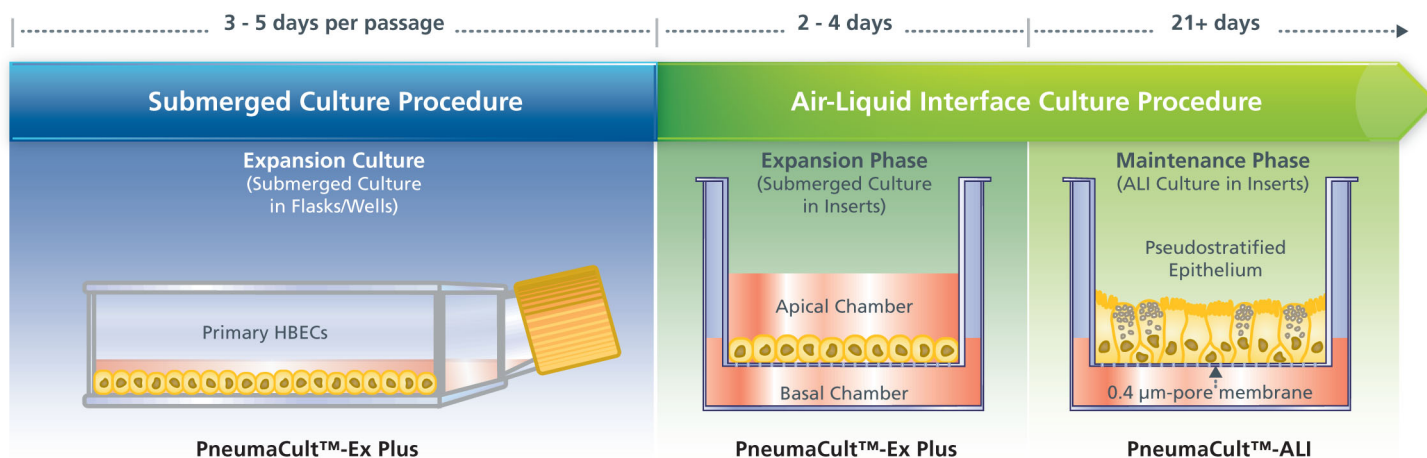 3 - 5 days per passage
2 - 4 days
21+ days
Submerged Culture Procedure
Air-Liquid Interface Culture Procedure
Expansion Culture
(Submerged Culture
in Flasks/Wells)
Expansion Phase
(Submerged Culture
in Inserts)
Maintenance Phase
(ALI Culture in Inserts)
Pseudostratified
Epithelium
Primary HBECs
Apical Chamber
Basal Chamber
0.4 µm-pore membrane
PneumaCult™-Ex Plus
PneumaCult™-Ex Plus
PneumaCult™-ALI